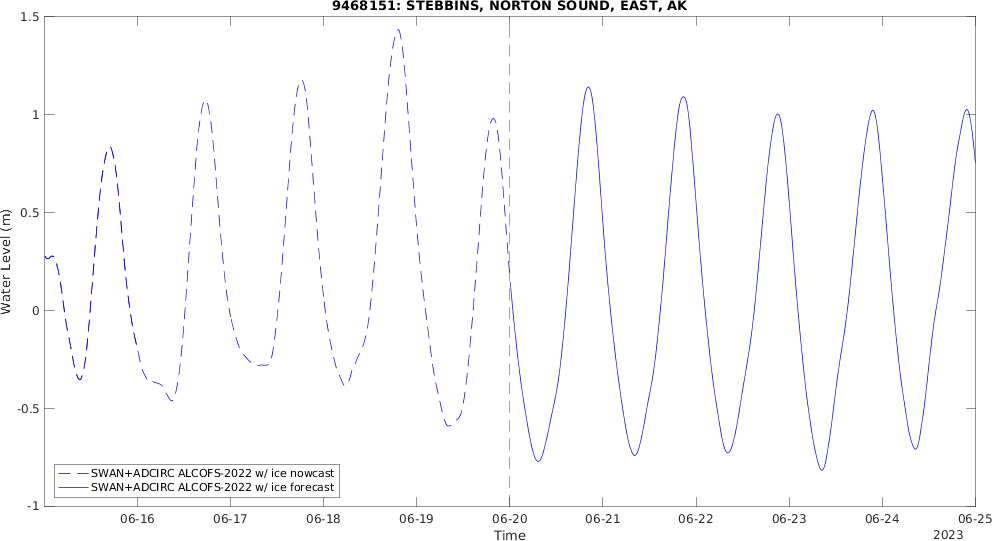 9468151: STEBBINS, NORTON SOUND, EAST, AK
1.5
1
0.5
0
-0.5
-1
Water Level (m)
SWAN+ADCIRC ALCOFS-2022 w/ ice nowcast
SWAN+ADCIRC ALCOFS-2022 w/ ice forecast
06-16 06-17 06-18 06-19 06-20 06-21 06-22 06-23 06-24 06-25
Time
2023